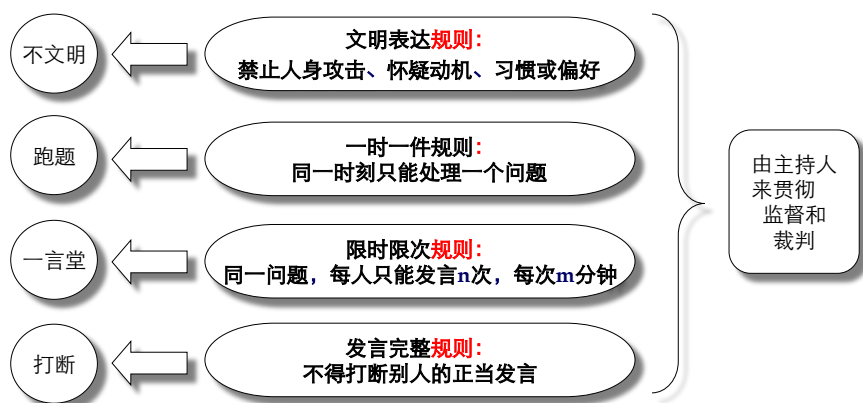 不文明
文明表达规则：
禁止人身攻击、怀疑动机、习惯或偏好
跑题
一时一件规则：
同一时刻只能处理一个问题
一言堂
限时限次规则：
同一问题，每人只能发言n次，每次m分钟
打断
发言完整规则：
不得打断别人的正当发言
由主持人
来贯彻
监督和
裁判